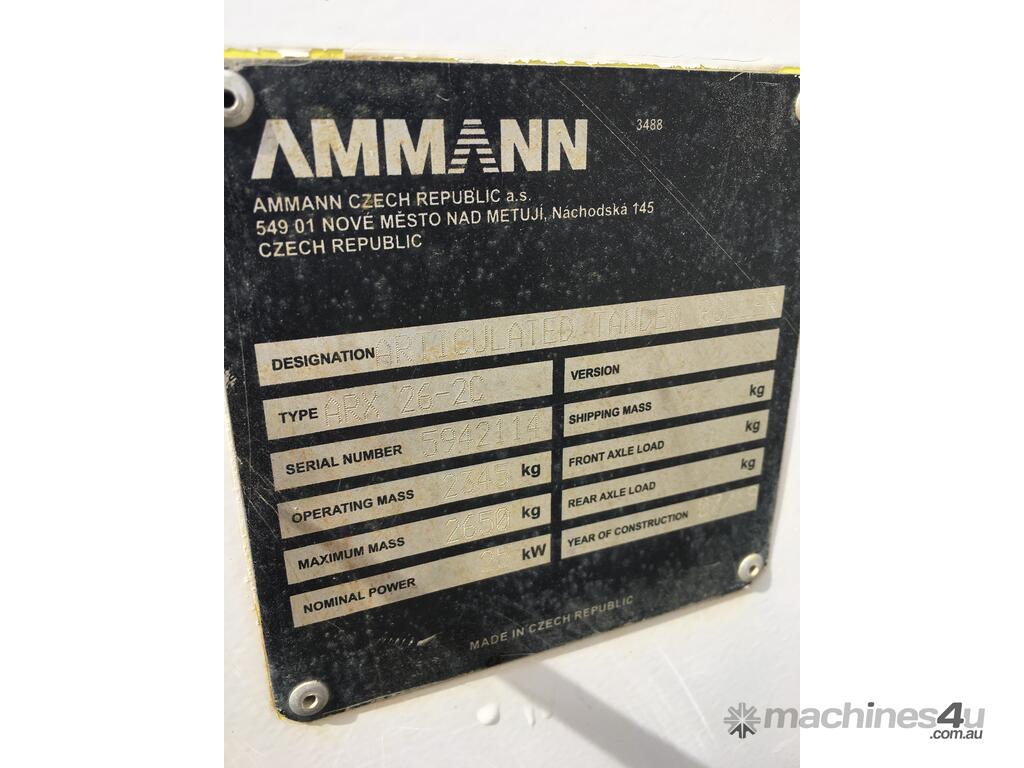 AMMANN
3488
AMMANN CZECH REPUBLIC a.s.
549 01 NOVÉ MĚSTO NAD METUJÍ, Náchodská 145
CZECH REPUBLIC
DESIGNATION ARTICULATED TANDEM ROLLER
TYPE ARX 26-2C
SERIAL NUMBER 5942114
OPERATING MASS 2345 kg
MAXIMUM MASS 2650 kg
NOMINAL POWER kW
VERSION
SHIPPING MASS kg
FRONT AXLE LOAD kg
REAR AXLE LOAD kg
YEAR OF CONSTRUCTION
MADE IN CZECH REPUBLIC
machines4u
.com.au